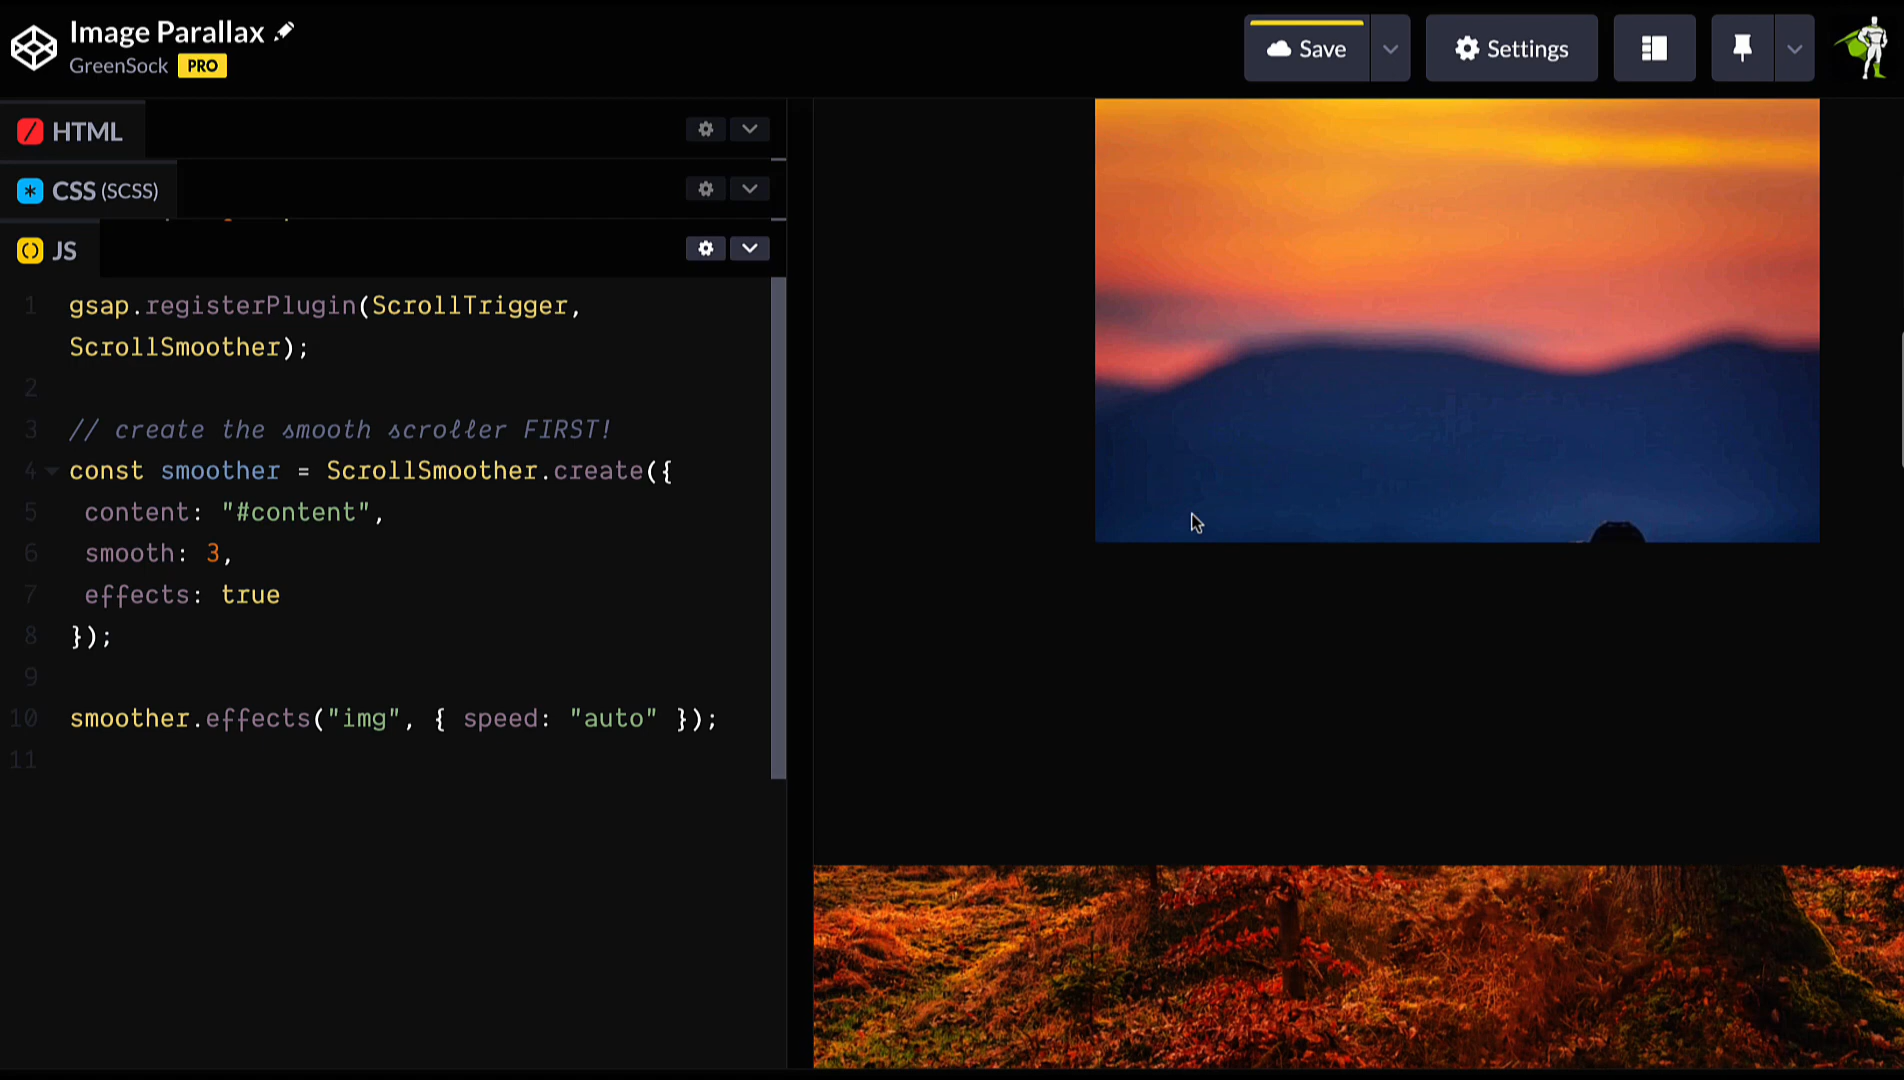 Image Parallax
GreenSock PRO
Save
Settings
HTML
CSS (SCSS)
JS
1 gsap.registerPlugin(ScrollTrigger,
ScrollSmoother);
2
3 // create the smooth scroller FIRST!
4 const smoother = ScrollSmoother.create({
5 content: "#content",
6 smooth: 3,
7 effects: true
8 });
9
10 smoother.effects("img", { speed: "auto" });
11